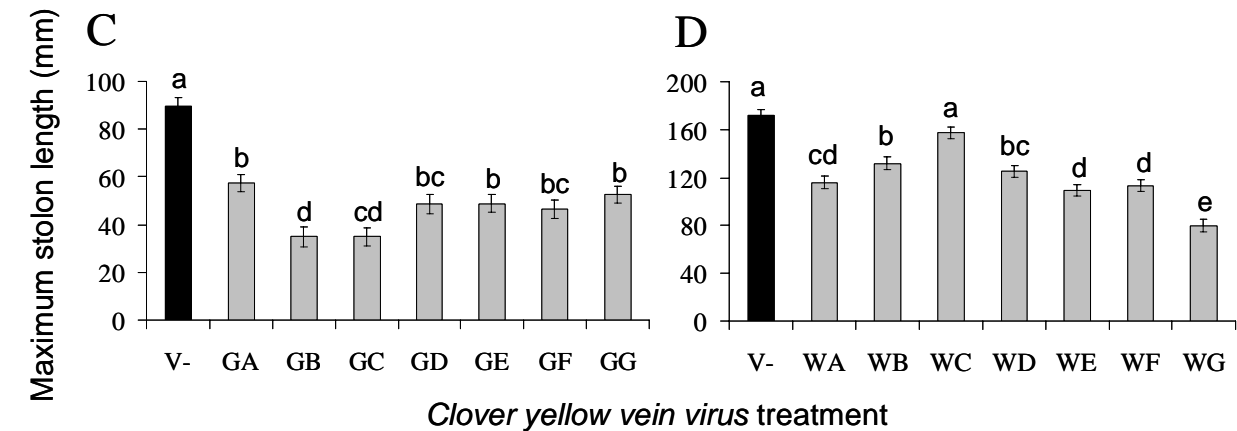 C
Maximum stolon length (mm)
100
80
60
40
20
0
a
b
d
cd
bc
b
bc
b
V- GA GB GC GD GE GF GG
D
200
160
120
80
40
0
a
cd
b
a
bc
d
d
e
V- WA WB WC WD WE WF WG
Clover yellow vein virus treatment